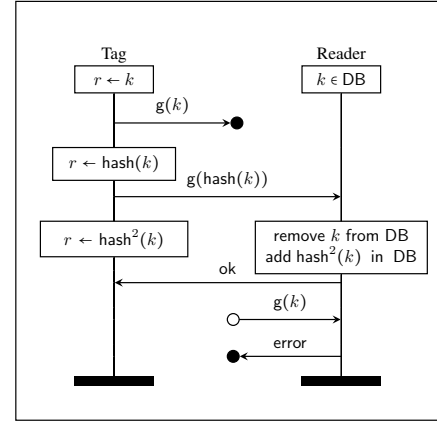 Tag
Reader
r ← k
k ∈ DB
g(k)
r ← hash(k)
g(hash(k))
r ← hash²(k)
remove k from DB
add hash²(k) in DB
ok
g(k)
error